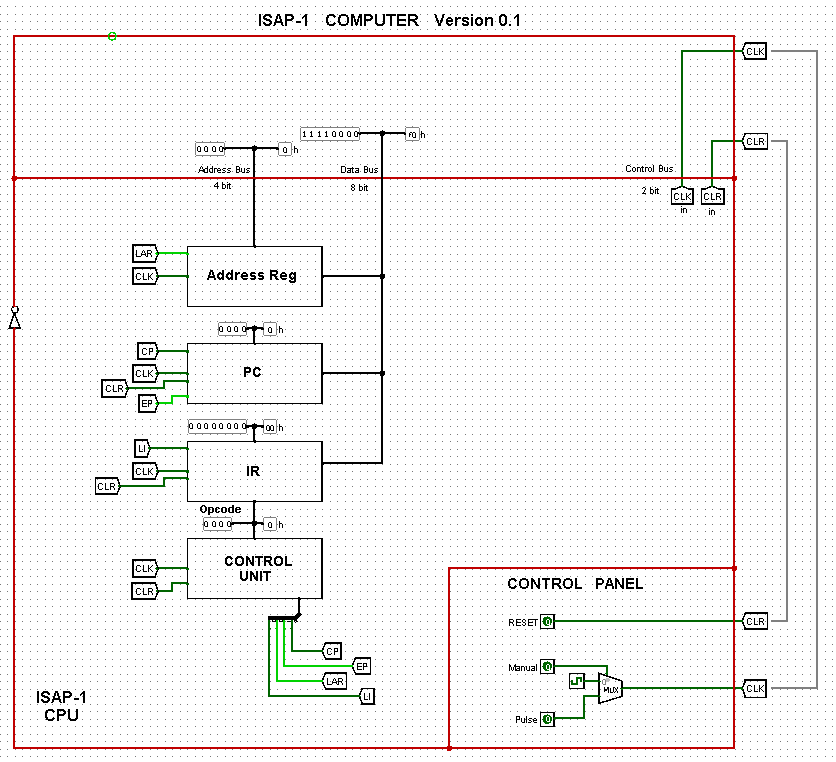 ISAP-1 COMPUTER Version 0.1
CLK
1 1 1 1 0 0 0 0
f0 h
0 0 0 0
0 h
CLR
Address Bus
4 bit
Data Bus
8 bit
Control Bus
2 bit
CLK
in
CLR
in
LAR
CLK
Address Reg
0 0 0 0
0 h
CP
CLK
CLR
EP
PC
0 0 0 0 0 0 0 0
00 h
LI
CLK
CLR
IR
Opcode
0 0 0 0
0 h
CLK
CLR
CONTROL
UNIT
CP
EP
LAR
LI
ISAP-1
CPU
CONTROL PANEL
RESET
0
CLR
Manual
0
MUX
CLK
Pulse
0